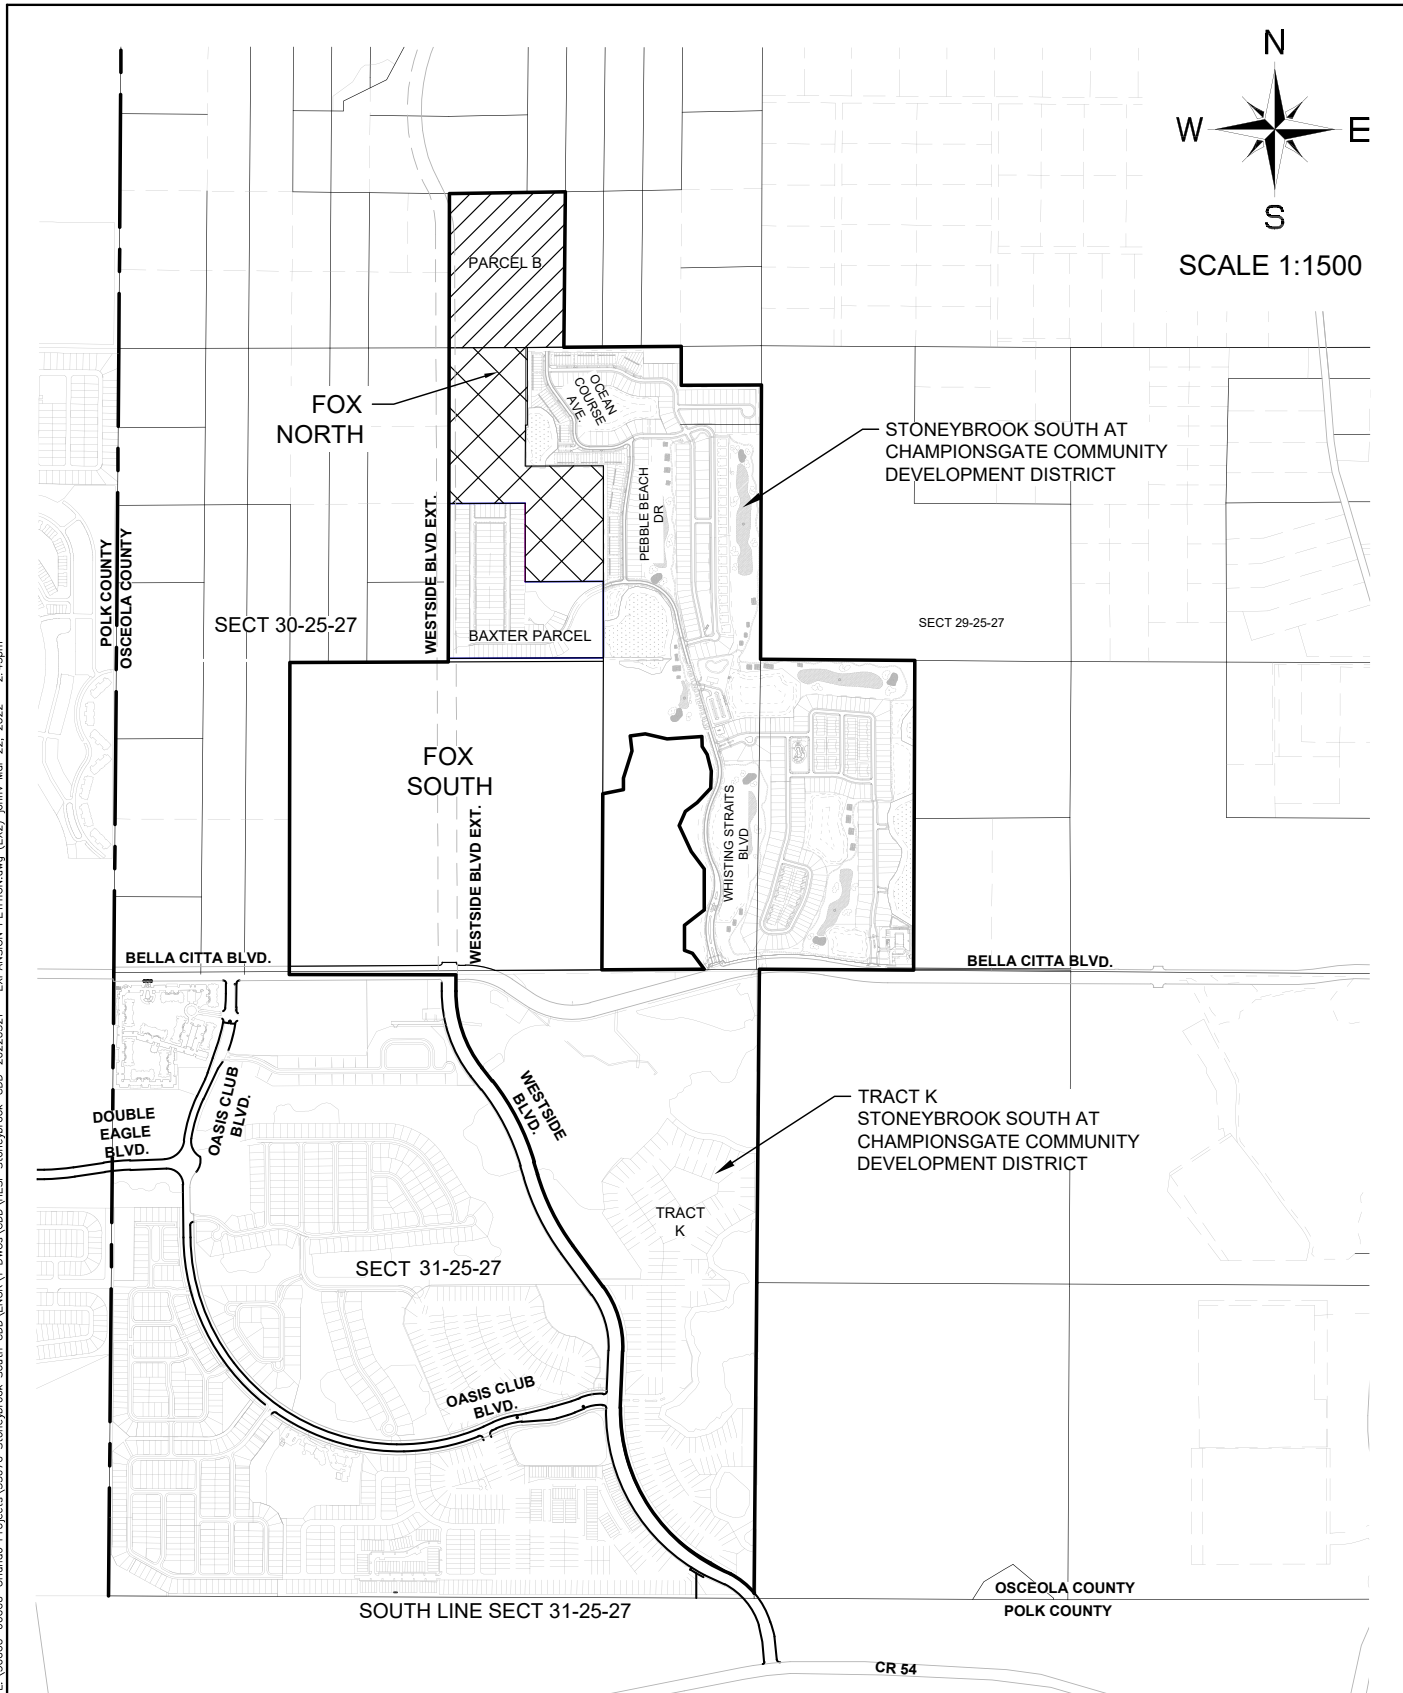 N
W
E
S
SCALE 1:1500
PARCEL B
FOX
NORTH
OCEAN
COURSE
AVE.
STONEYBROOK SOUTH AT
CHAMPIONSGATE COMMUNITY
DEVELOPMENT DISTRICT
PEBBLE BEACH
DR
WESTSIDE BLVD EXT.
POLK COUNTY
OSCEOLA COUNTY
SECT 30-25-27
BAXTER PARCEL
SECT 29-25-27
FOX
SOUTH
WESTSIDE BLVD EXT.
WHISTING STRAITS
BLVD
BELLA CITTA BLVD.
BELLA CITTA BLVD.
OASIS CLUB
BLVD.
DOUBLE
EAGLE
BLVD.
WESTSIDE
BLVD.
TRACT K
STONEYBROOK SOUTH AT
CHAMPIONSGATE COMMUNITY
DEVELOPMENT DISTRICT
TRACT
K
SECT 31-25-27
OASIS CLUB
BLVD.
OSCEOLA COUNTY
POLK COUNTY
SOUTH LINE SECT 31-25-27
CR 54